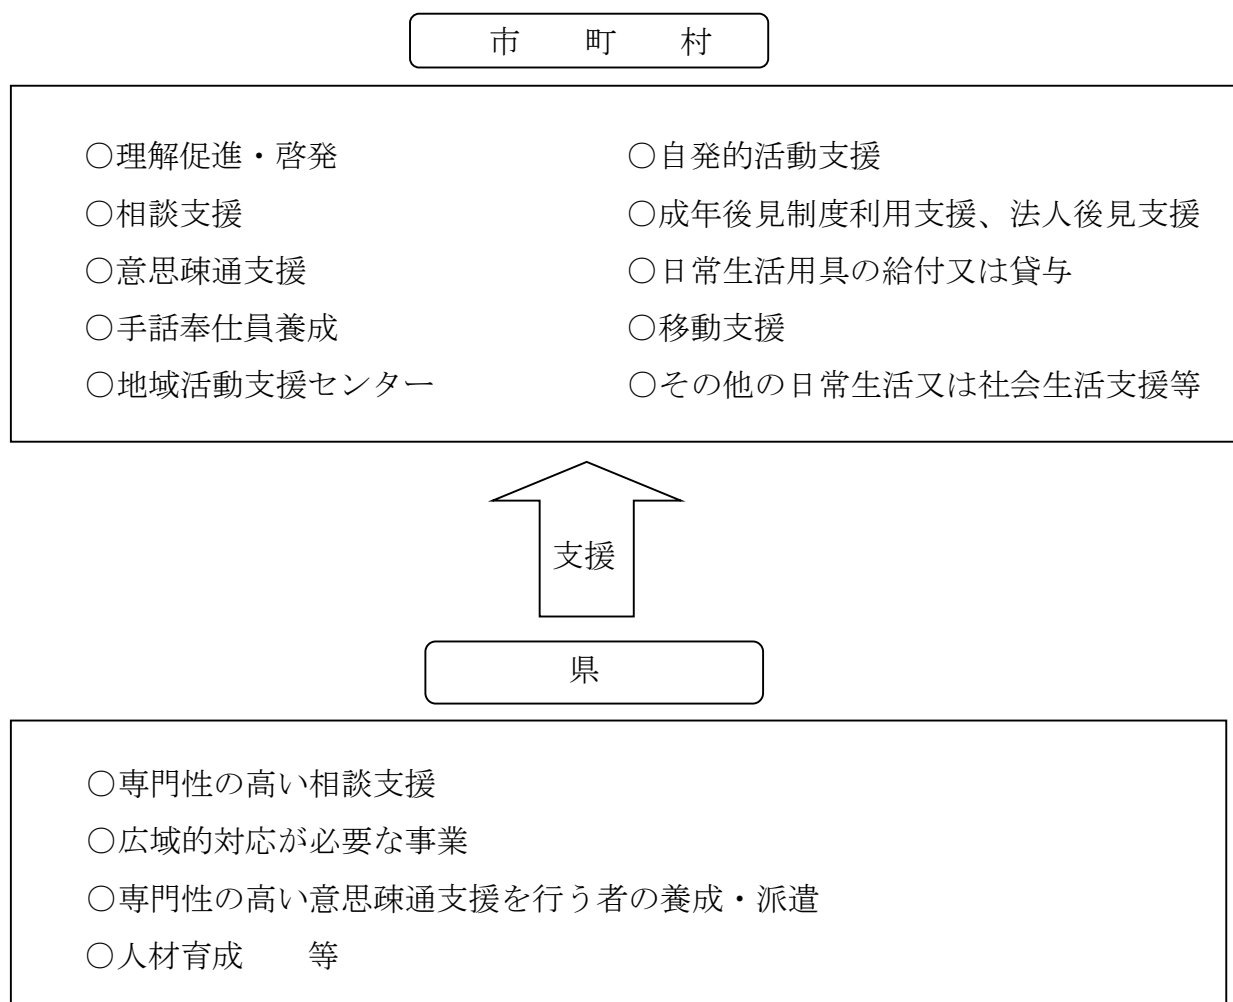 市　町　村
○理解促進・啓発
○相談支援
○意思疎通支援
○手話奉仕員養成
○地域活動支援センター
○自発的活動支援
○成年後見制度利用支援、法人後見支援
○日常生活用具の給付又は貸与
○移動支援
○その他の日常生活又は社会生活支援等
支援
県
○専門性の高い相談支援
○広域的対応が必要な事業
○専門性の高い意思疎通支援を行う者の養成・派遣
○人材育成　　等